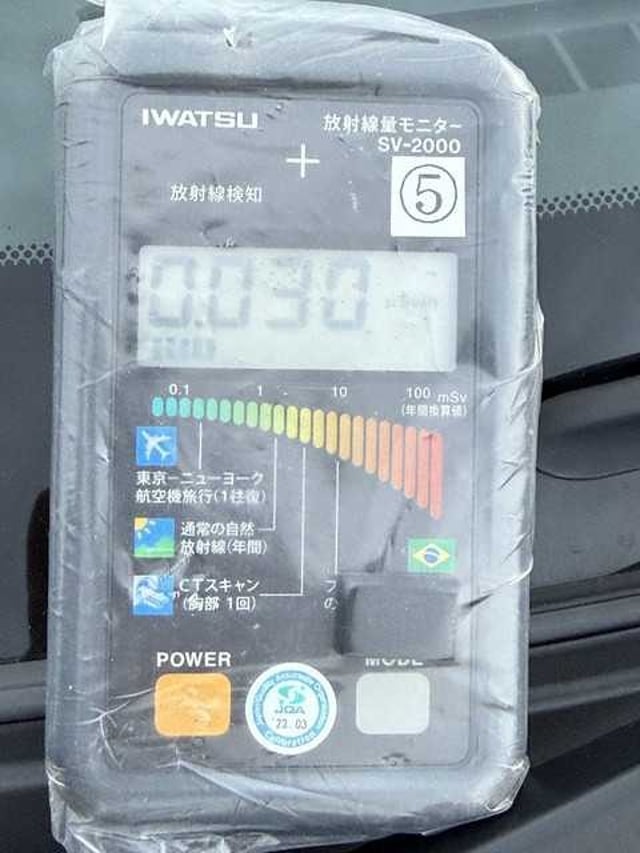 IWATSU
放射線量モニター
SV-2000
⑤
放射線検知
0.030
0.1 1 10 100 mSv
(年間換算値)
東京－ニューヨーク
航空機旅行(1往復)
通常の自然
放射線(年間)
CTスキャン
(胸部 1回)
ブ
の
POWER
MODE
JQA
'22.03
Calibration